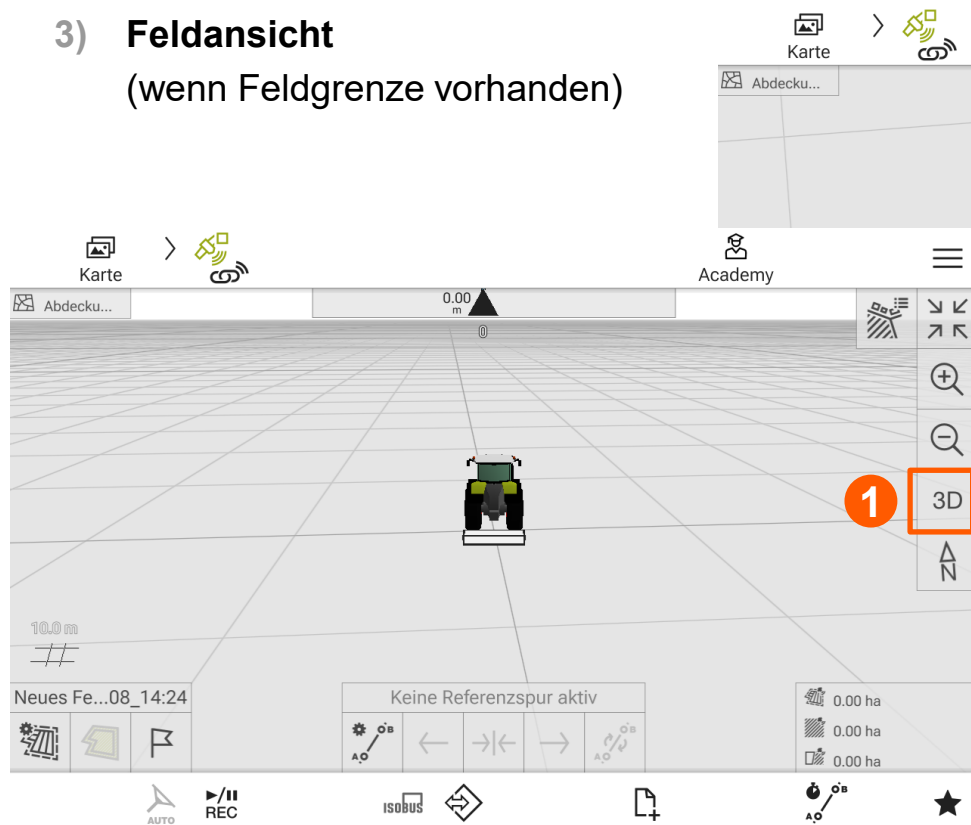 3) Feldansicht
(wenn Feldgrenze vorhanden)
Karte
Abdecku...
Karte
Academy
Abdecku...
0.00
m
0
1
3D
N
10.0 m
Neues Fe...08_14:24
Keine Referenzspur aktiv
A B
A B
0.00 ha
0.00 ha
0.00 ha
AUTO
REC
ISOBUS
A B